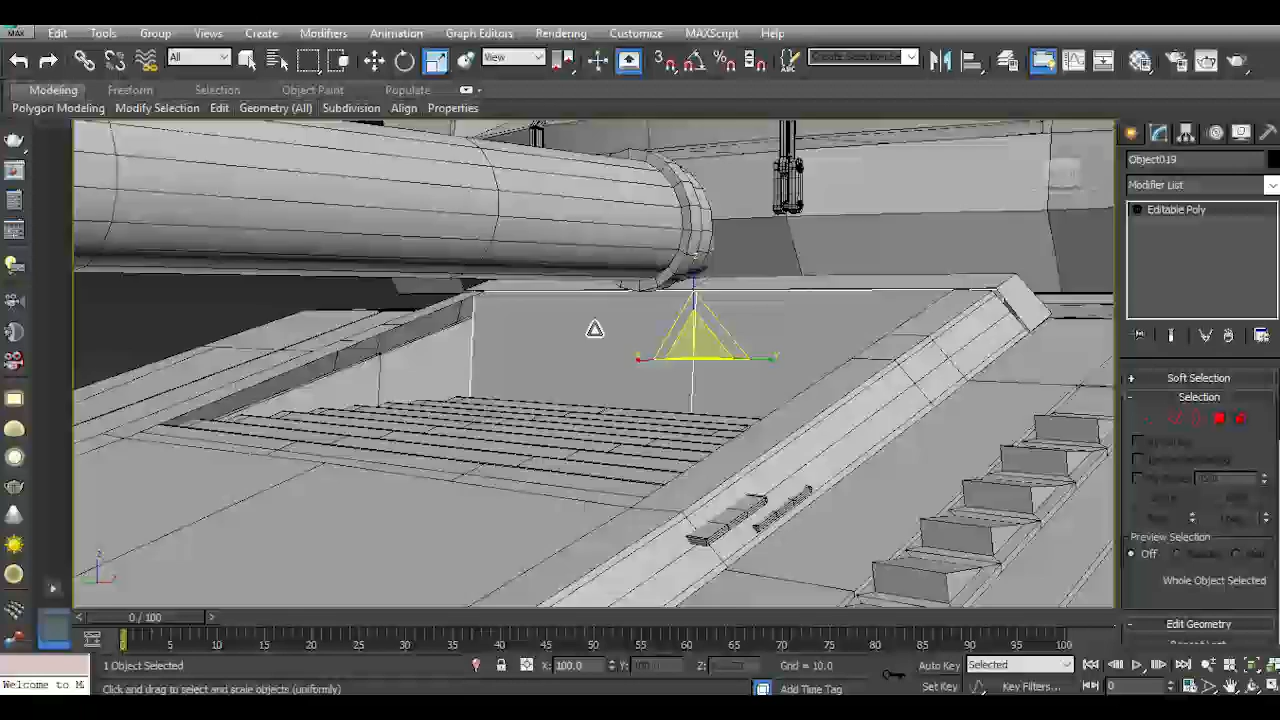 MAX Edit Tools Group Views Create Modifiers Animation Graph Editors Rendering Customize MAXScript Help
All View 3 ABC
Modeling Freeform Selection Object Paint Populate
Polygon Modeling Modify Selection Edit Geometry (All) Subdivision Align Properties
Object019
Modifier List
Editable Poly
+ Soft Selection
- Selection
Preview Selection
Off
Whole Object Selected
- Edit Geometry
< 0 / 100 >
0 5 10 15 20 25 30 35 40 45 50 55 60 65 70 75 80 85 90 95 100
1 Object Selected X: 100.0 Y: Z: Grid = 10.0 Auto Key Selected
Welcome to M Click and drag to select and scale objects (uniformly) Add Time Tag Set Key Key Filters... 0